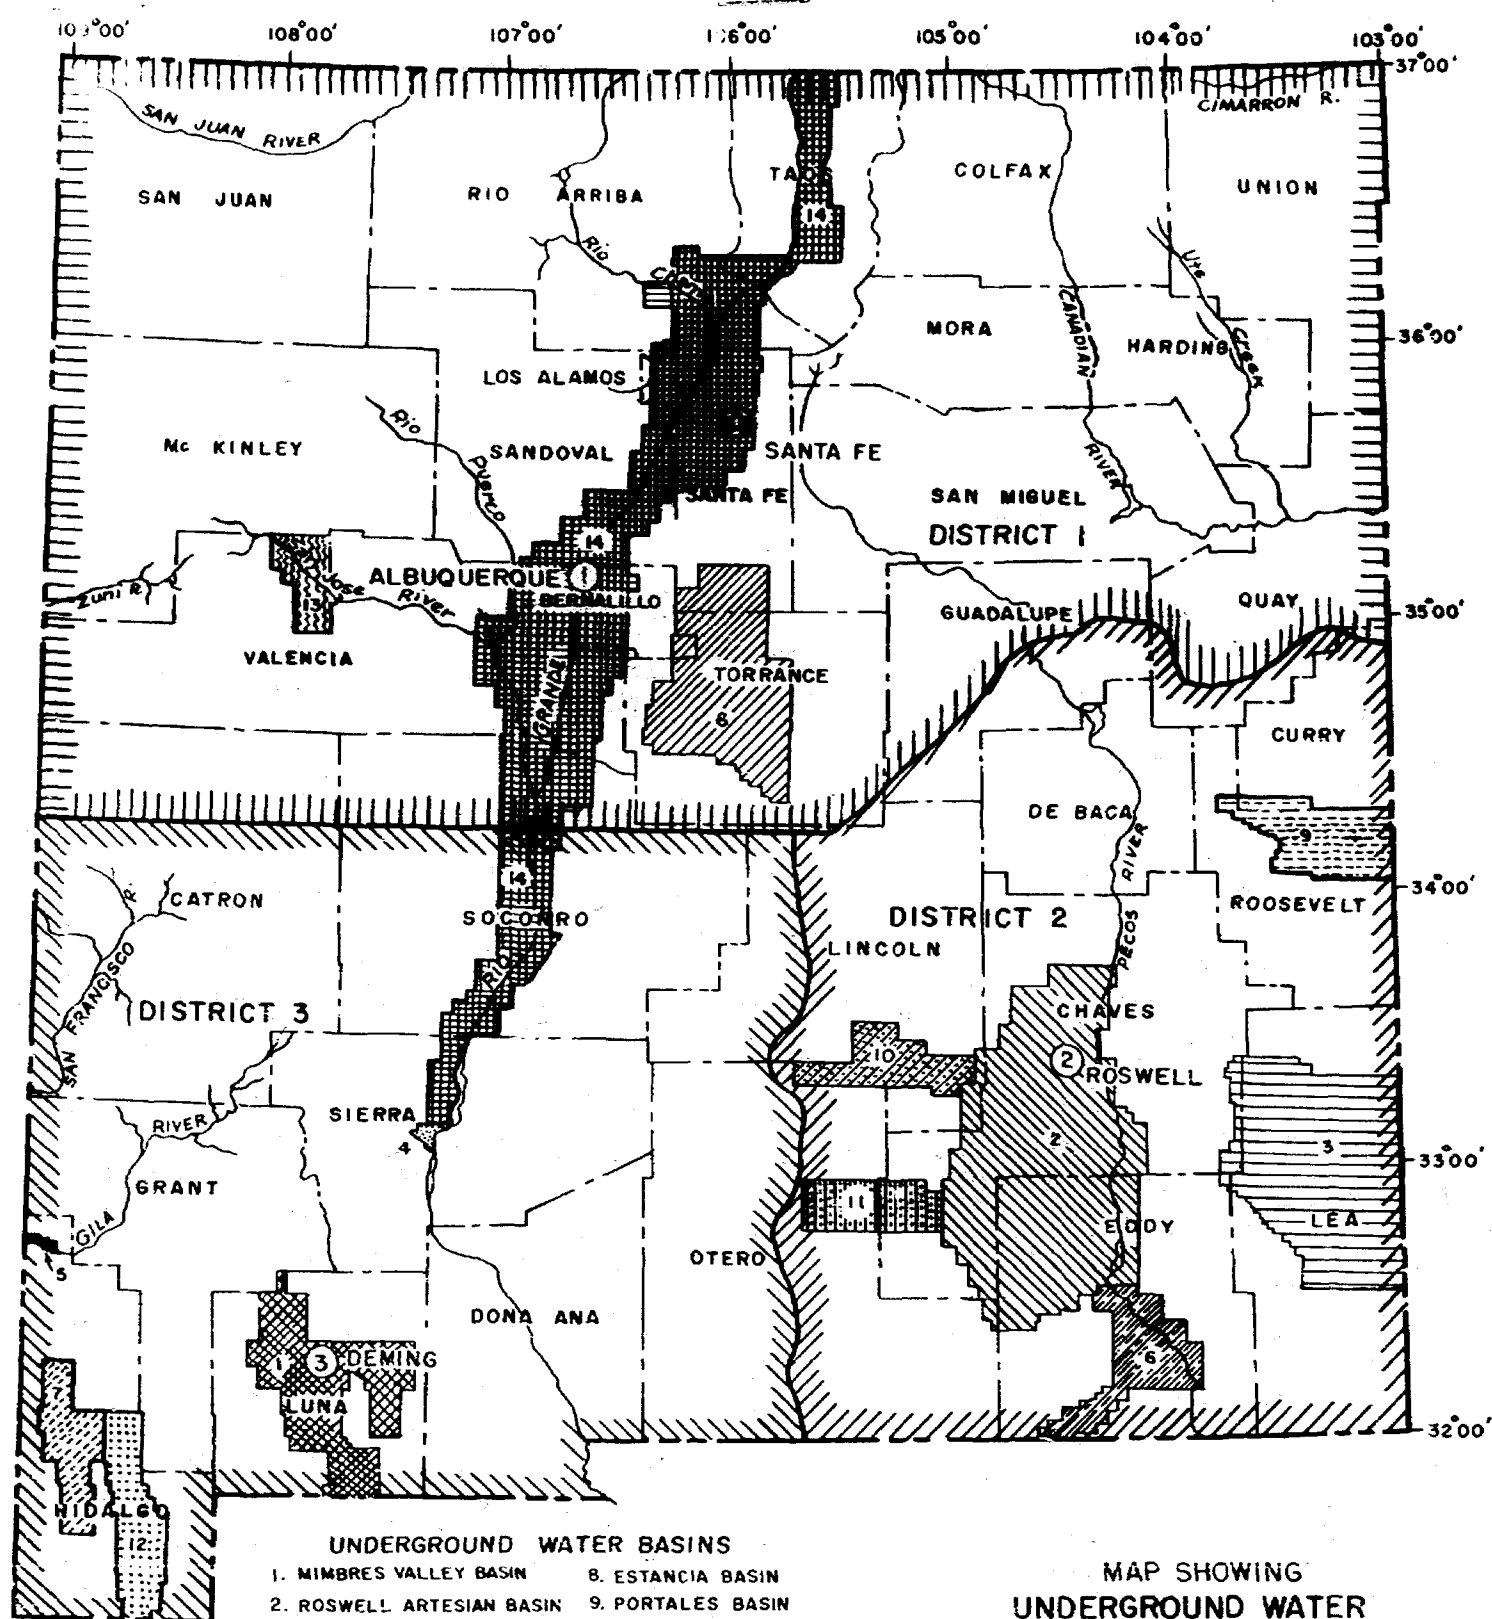 109°00' 108°00' 107°00' 106°00' 105°00' 104°00' 103°00'
37°00'
CIMARRON R.
SAN JUAN RIVER
TAOS
COLFAX
UNION
SAN JUAN
RIO ARRIBA
14
Rio
Ute
CANADIAN
MORA
HARDING
Creek
36°00'
LOS ALAMOS
Rio
Puerco
Mc KINLEY
SANDOVAL
SANTA FE
RIVER
SANTA FE
SAN MIGUEL
DISTRICT 1
14
ALBUQUERQUE 1
Jose River
Zuni R.
13
BERNALILLO
GUADALUPE
QUAY
35°00'
VALENCIA
GRANDE
TORRANCE
8
CURRY
DE BACA
RIVER
9
14
34°00'
CATRON
R.
SOCORRO
DISTRICT 2
ROOSEVELT
LINCOLN
PECOS
SAN FRANCISCO
RIO
DISTRICT 3
CHAVES
10
2
ROSWELL
SIERRA
4
RIVER
2
3
33°00'
GRANT
11
EDDY
LEA
GILA
5
OTERO
DONA ANA
1
3
DEMING
6
7
LUNA
32°00'
HIDALGO
12
UNDERGROUND WATER BASINS
1. MIMBRES VALLEY BASIN 8. ESTANCIA BASIN
2. ROSWELL ARTESIAN BASIN 9. PORTALES BASIN
MAP SHOWING
UNDERGROUND WATER